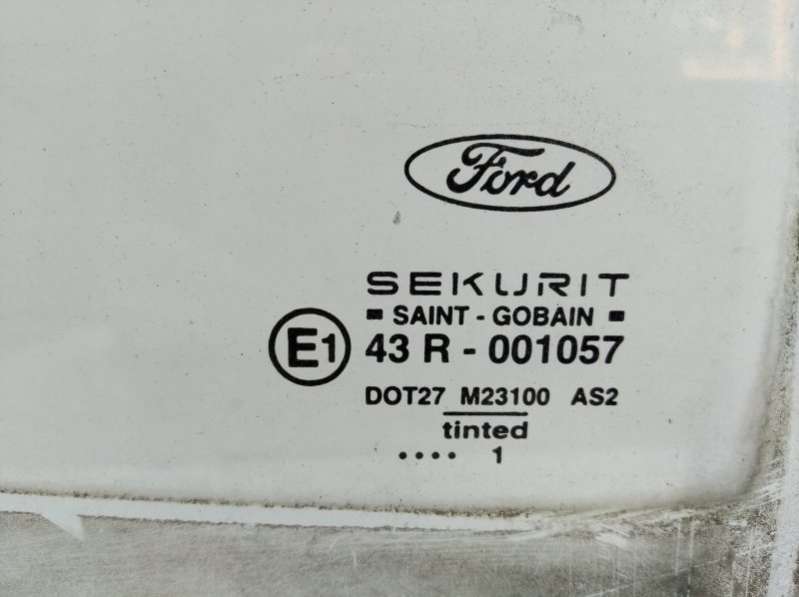 Ford
SEKURIT
SAINT - GOBAIN
E1 43 R - 001057
DOT27 M23100 AS2
tinted
.... 1